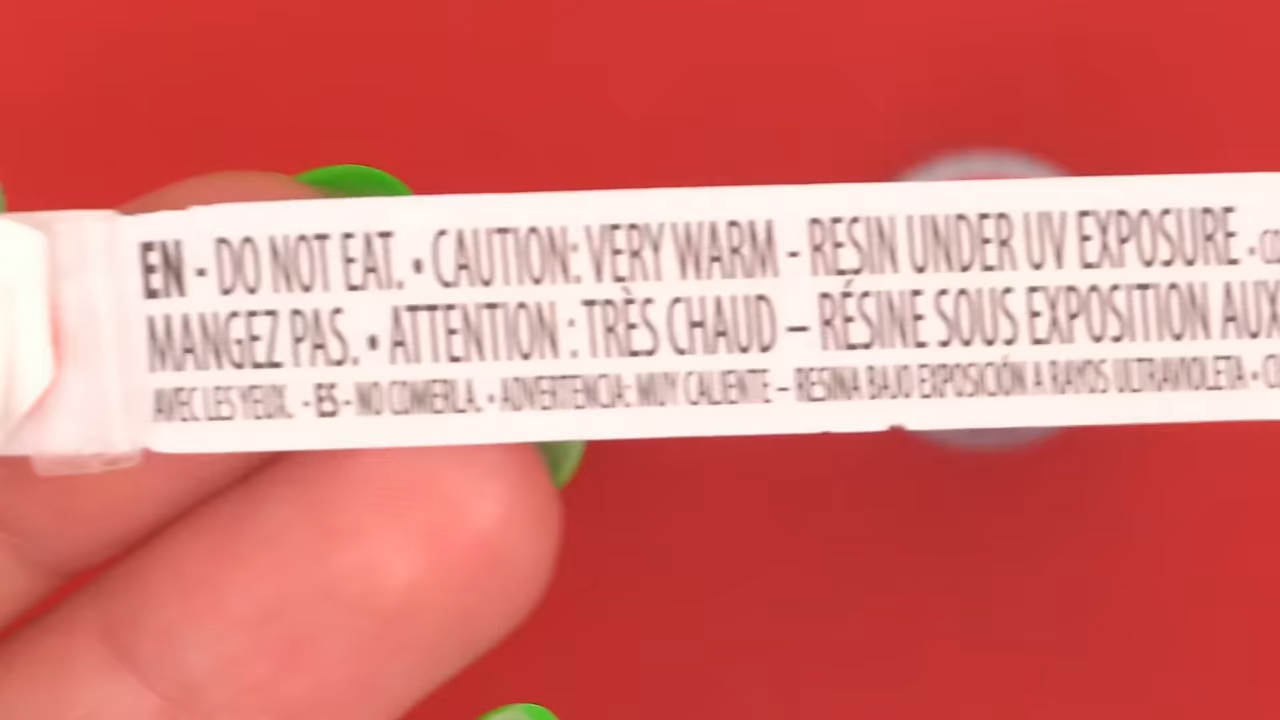 EN - DO NOT EAT. • CAUTION: VERY WARM - RESIN UNDER UV EXPOSURE •
MANGEZ PAS. • ATTENTION : TRÈS CHAUD – RÉSINE SOUS EXPOSITION AUX
AVEC LES YEUX. - ES - NO COMERLA. • ADVERTENCIA: MUY CALIENTE – RESINA BAJO EXPOSICIÓN A RAYOS ULTRAVIOLETA •